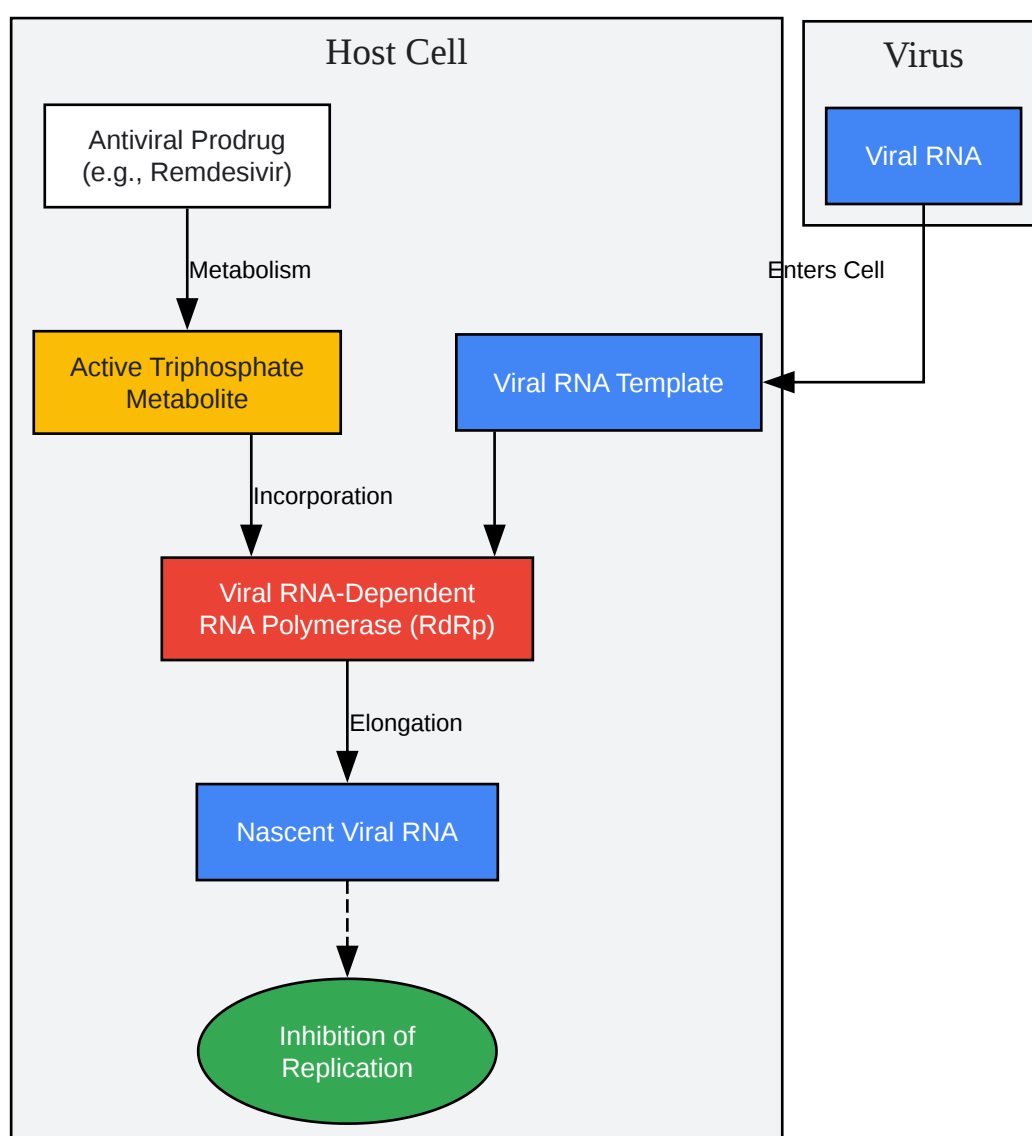 Host Cell
Virus
Antiviral Prodrug
(e.g., Remdesivir)
Viral RNA
Metabolism
Enters Cell
Active Triphosphate
Metabolite
Viral RNA Template
Incorporation
Viral RNA-Dependent
RNA Polymerase (RdRp)
Elongation
Nascent Viral RNA
Inhibition of
Replication